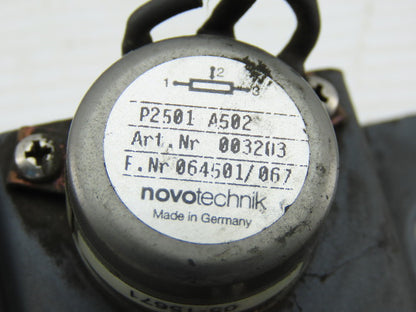 2
1 3
P2501 A502
Art. Nr 003203
F.Nr 064501/067
novotechnik
Made in Germany